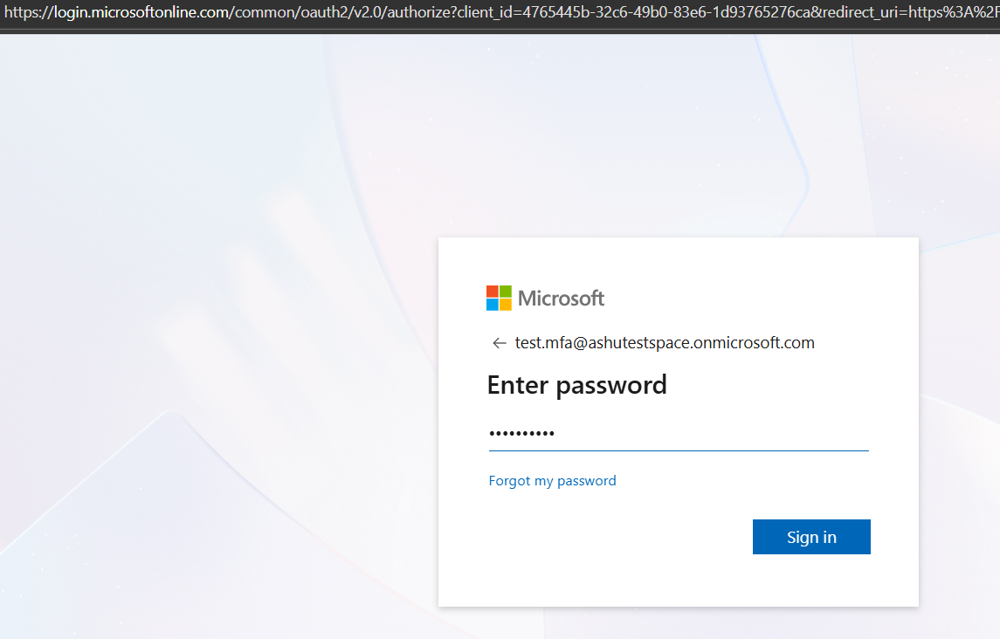 https://login.microsoftonline.com/common/oauth2/v2.0/authorize?client_id=4765445b-32c6-49b0-83e6-1d93765276ca&redirect_uri=https%3A%2F
Microsoft
← test.mfa@ashutestspace.onmicrosoft.com
Enter password
••••••••••
Forgot my password
Sign in